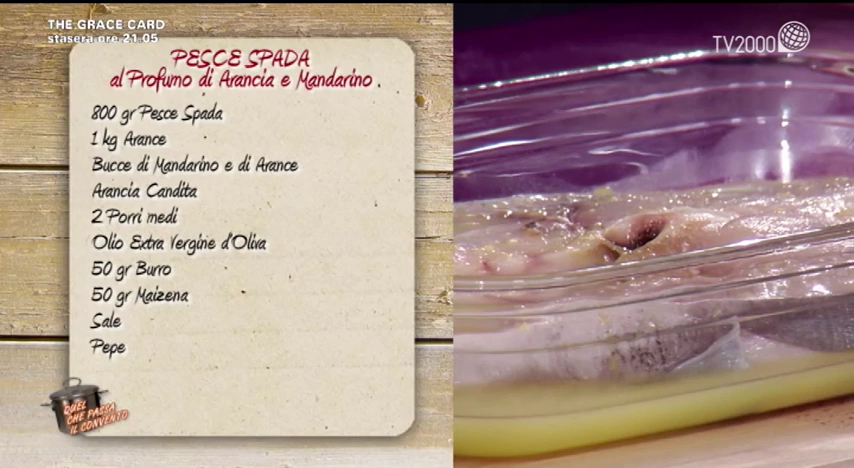 THE GRACE CARD
stasera ore 21.05
TV2000
PESCE SPADA
al Profumo di Arancia e Mandarino
800 gr Pesce Spada
1 kg Arance
Bucce di Mandarino e di Arance
Arancia Candita
2 Porri medi
Olio Extra Vergine d'Oliva
50 gr Burro
50 gr Maizena
Sale
Pepe
QUEL
CHE PASSA
IL CONVENTO